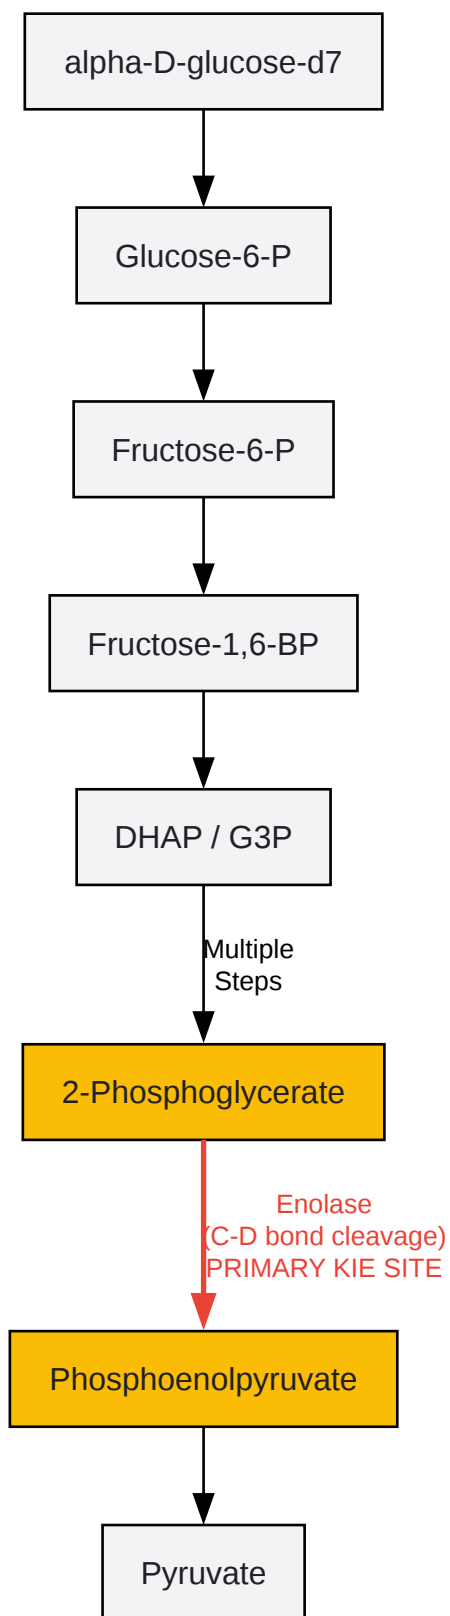 alpha-D-glucose-d7
Glucose-6-P
Fructose-6-P
Fructose-1,6-BP
DHAP / G3P
Multiple
Steps
2-Phosphoglycerate
Enolase
(C-D bond cleavage)
PRIMARY KIE SITE
Phosphoenolpyruvate
Pyruvate